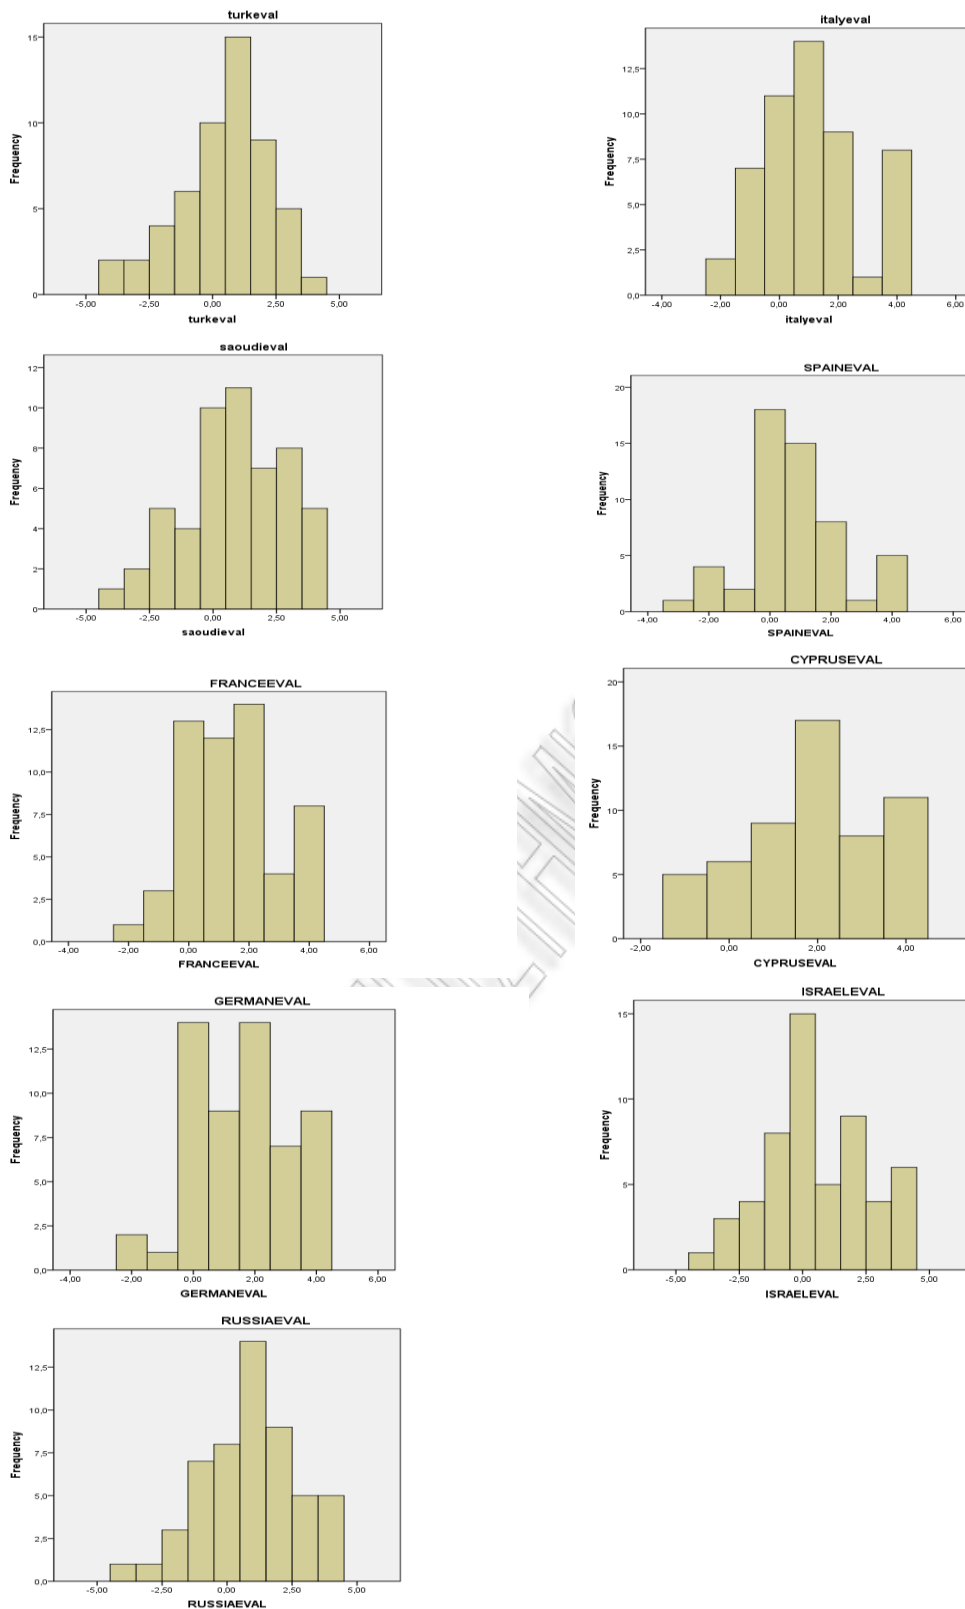 turkeval
Frequency
15
10
5
0
-5,00 -2,50 0,00 2,50 5,00
turkeval
italyeval
Frequency
12,5
10,0
7,5
5,0
2,5
0,0
-4,00 -2,00 0,00 2,00 4,00 6,00
italyeval
saoudieval
Frequency
12
10
8
6
4
2
0
-5,00 -2,50 0,00 2,50 5,00
saoudieval
SPAINEVAL
Frequency
20
15
10
5
0
-4,00 -2,00 0,00 2,00 4,00 6,00
SPAINEVAL
FRANCEEVAL
Frequency
12,5
10,0
7,5
5,0
2,5
0,0
-4,00 -2,00 0,00 2,00 4,00 6,00
FRANCEEVAL
CYPRUSEVAL
Frequency
20
15
10
5
0
-2,00 0,00 2,00 4,00
CYPRUSEVAL
GERMANEVAL
Frequency
12,5
10,0
7,5
5,0
2,5
0,0
-4,00 -2,00 0,00 2,00 4,00 6,00
GERMANEVAL
ISRAELEVAL
Frequency
15
10
5
0
-5,00 -2,50 0,00 2,50 5,00
ISRAELEVAL
RUSSIAEVAL
Frequency
12,5
10,0
7,5
5,0
2,5
0,0
-5,00 -2,50 0,00 2,50 5,00
RUSSIAEVAL